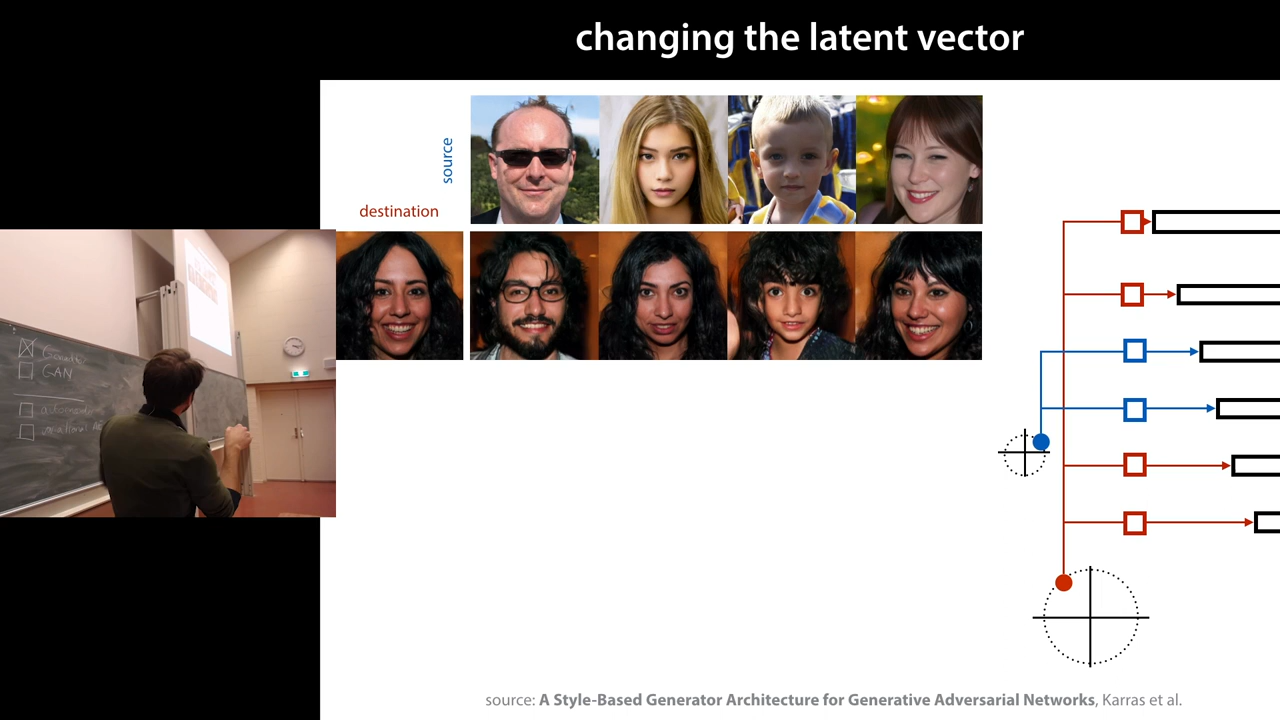 changing the latent vector
source
destination
GAN
source: A Style-Based Generator Architecture for Generative Adversarial Networks, Karras et al.